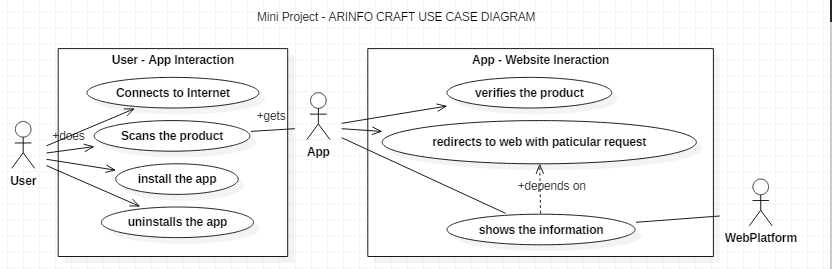 Mini Project - ARINFO CRAFT USE CASE DIAGRAM
User - App Interaction
App - Website Ineraction
Connects to Internet
verifies the product
+gets
+does
Scans the product
redirects to web with paticular request
App
User
install the app
+depends on
uninstalls the app
shows the information
WebPlatform